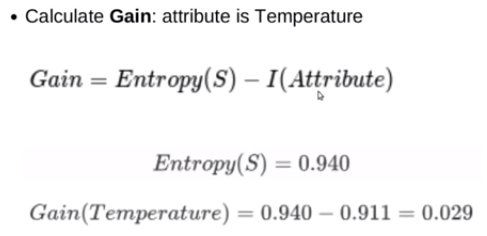 • Calculate Gain: attribute is Temperature
Gain = Entropy(S) − I(Attribute)
Entropy(S) = 0.940
Gain(Temperature) = 0.940 − 0.911 = 0.029